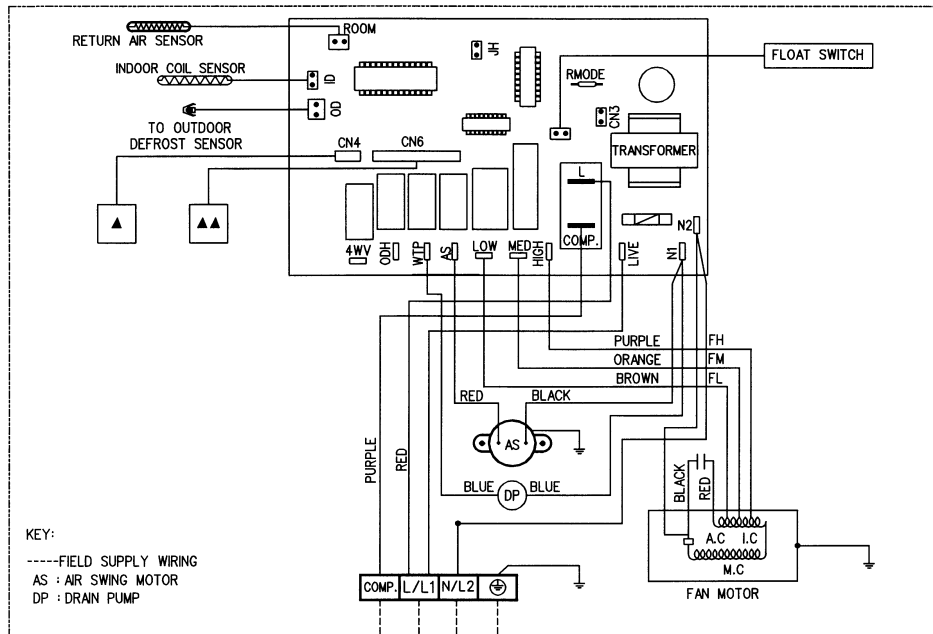 ROOM
RETURN AIR SENSOR
INDOOR COIL SENSOR
ID
OD
TO OUTDOOR
DEFROST SENSOR
JH
RMODE
FLOAT SWITCH
CN3
CN4
CN6
TRANSFORMER
L
COMP.
N2
4WV
ODH
WTP
AS
LOW
MED
HIGH
LIVE
N1
PURPLE
FH
ORANGE
FM
BROWN
FL
RED
BLACK
AS
PURPLE
RED
BLUE
DP
BLUE
BLACK
RED
A.C
I.C
M.C
FAN MOTOR
KEY:
-----FIELD SUPPLY WIRING
AS : AIR SWING MOTOR
DP : DRAIN PUMP
COMP.
L/L1
N/L2